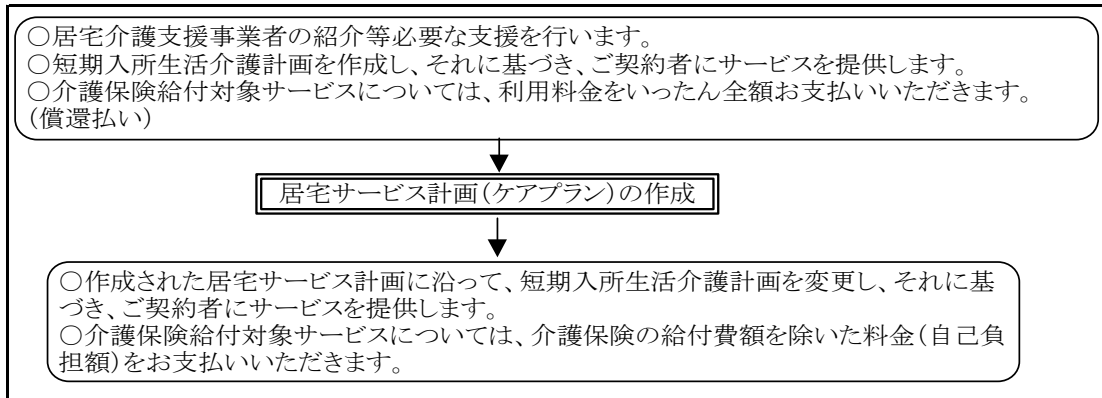 ○居宅介護支援事業者の紹介等必要な支援を行います。
○短期入所生活介護計画を作成し、それに基づき、ご契約者にサービスを提供します。
○介護保険給付対象サービスについては、利用料金をいったん全額お支払いいただきます。
(償還払い)
居宅サービス計画(ケアプラン)の作成
○作成された居宅サービス計画に沿って、短期入所生活介護計画を変更し、それに基
づき、ご契約者にサービスを提供します。
○介護保険給付対象サービスについては、介護保険の給付費額を除いた料金(自己負
担額)をお支払いいただきます。